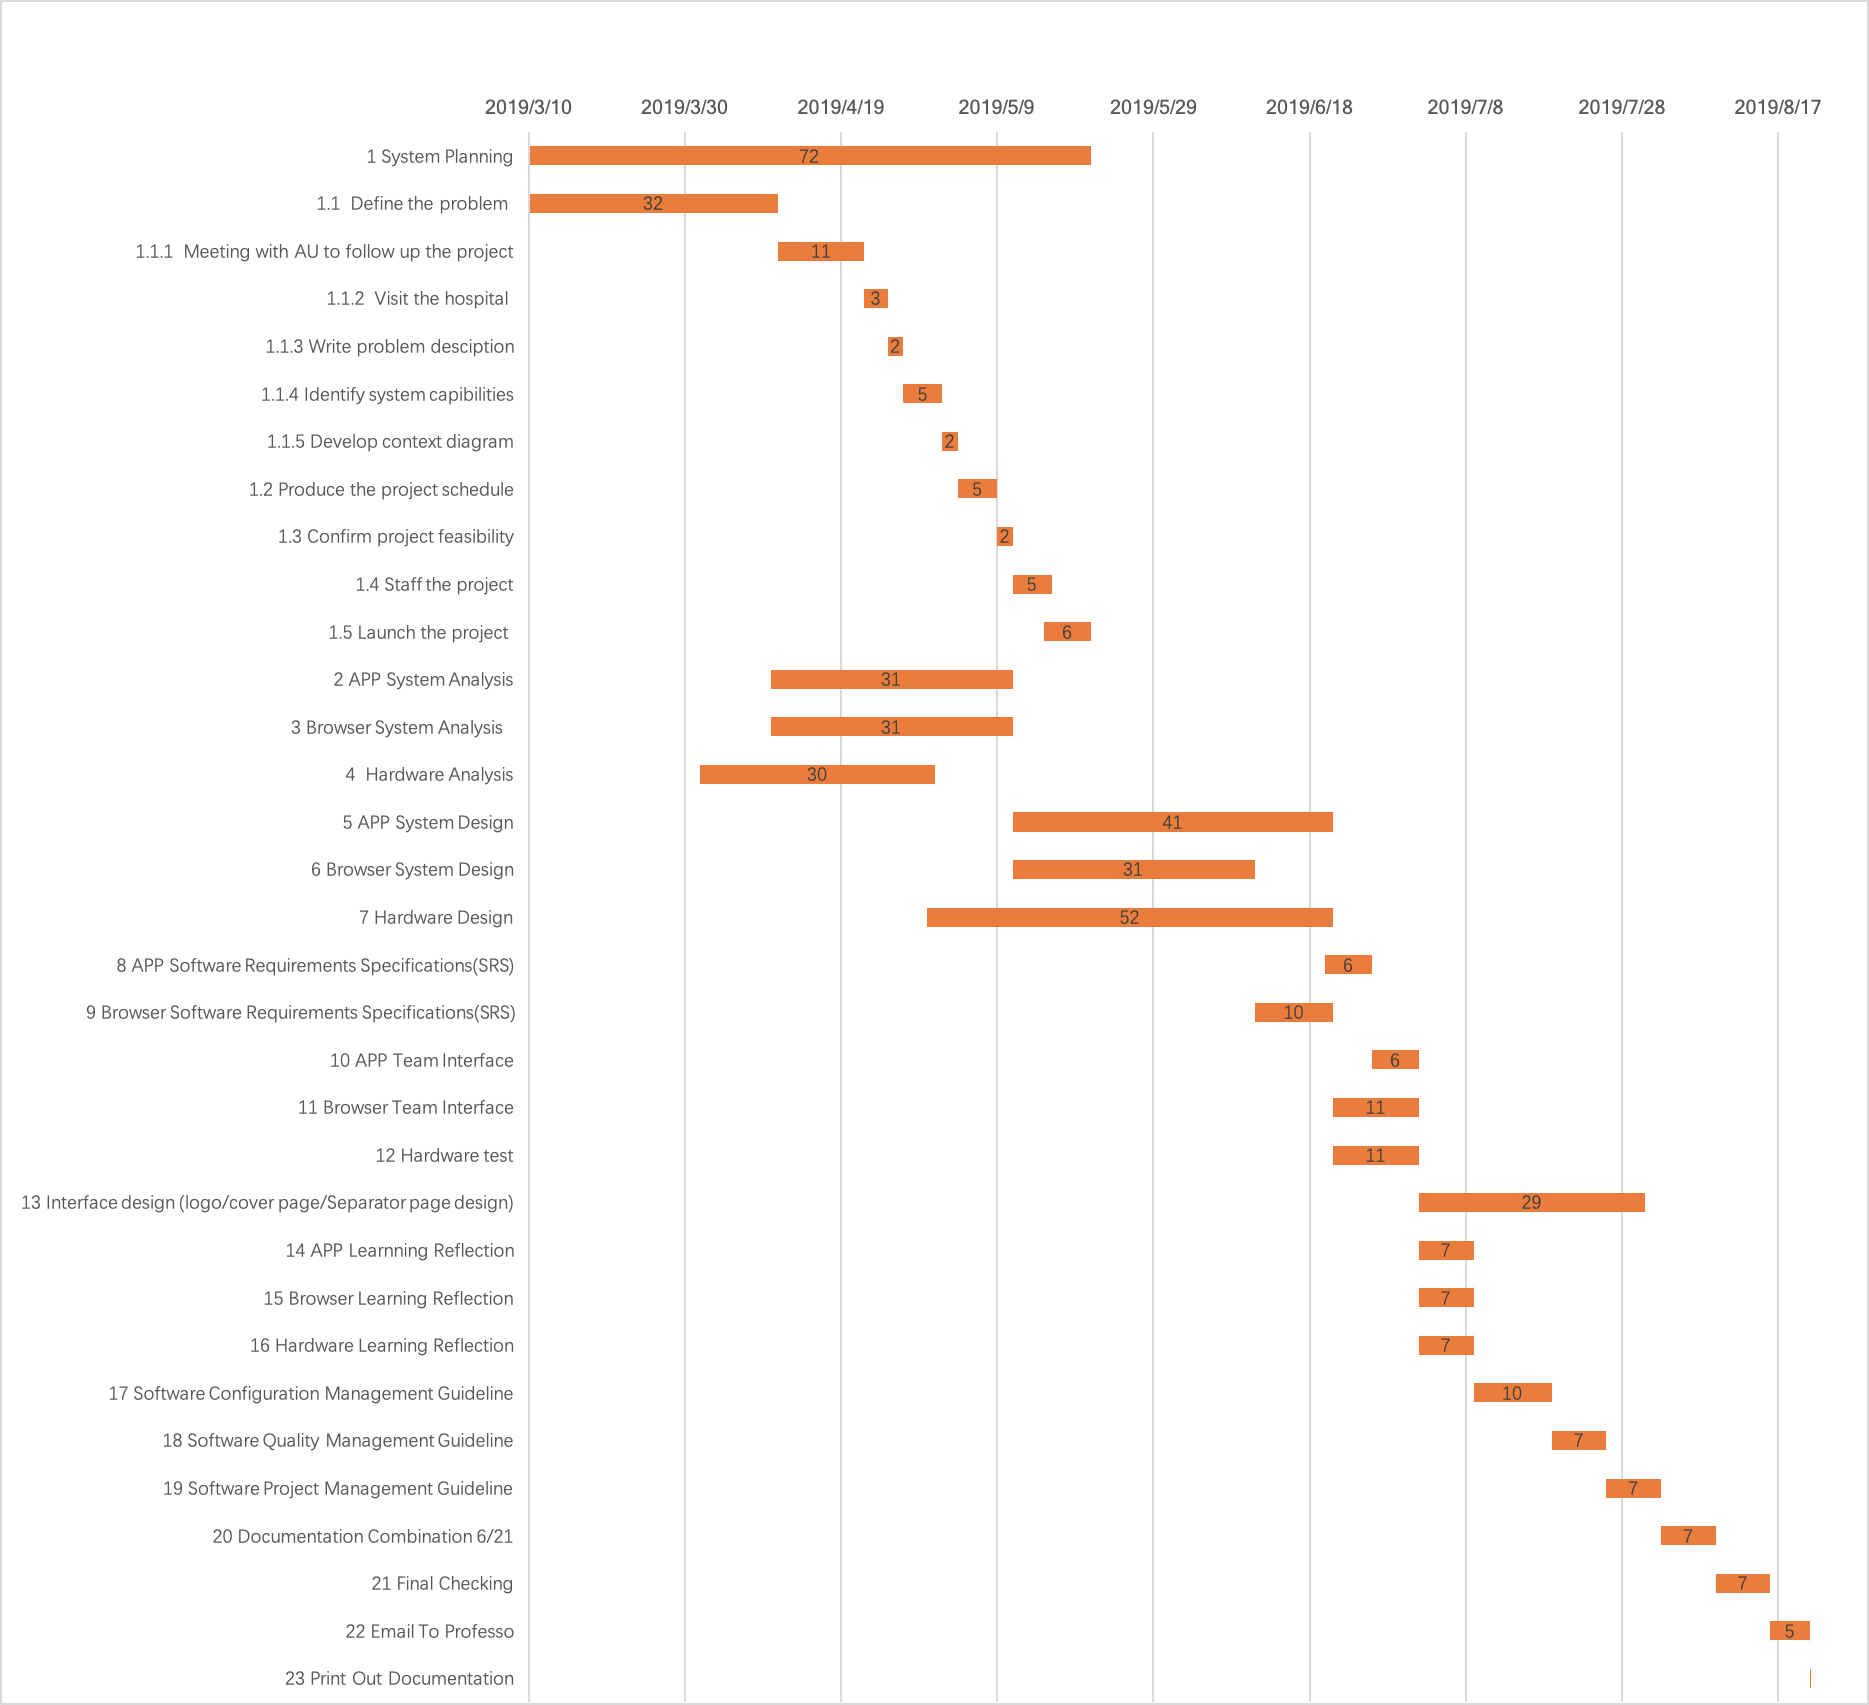 2019/3/10 2019/3/30 2019/4/19 2019/5/9 2019/5/29 2019/6/18 2019/7/8 2019/7/28 2019/8/17
1 System Planning 72
1.1 Define the problem 32
1.1.1 Meeting with AU to follow up the project 11
1.1.2 Visit the hospital 3
1.1.3 Write problem desciption 2
1.1.4 Identify system capibilities 5
1.1.5 Develop context diagram 2
1.2 Produce the project schedule 5
1.3 Confirm project feasibility 2
1.4 Staff the project 5
1.5 Launch the project 6
2 APP System Analysis 31
3 Browser System Analysis 31
4 Hardware Analysis 30
5 APP System Design 41
6 Browser System Design 31
7 Hardware Design 52
8 APP Software Requirements Specifications(SRS) 6
9 Browser Software Requirements Specifications(SRS) 10
10 APP Team Interface 6
11 Browser Team Interface 11
12 Hardware test 11
13 Interface design (logo/cover page/Separator page design) 29
14 APP Learnning Reflection 7
15 Browser Learning Reflection 7
16 Hardware Learning Reflection 7
17 Software Configuration Management Guideline 10
18 Software Quality Management Guideline 7
19 Software Project Management Guideline 7
20 Documentation Combination 6/21 7
21 Final Checking 7
22 Email To Professo 5
23 Print Out Documentation